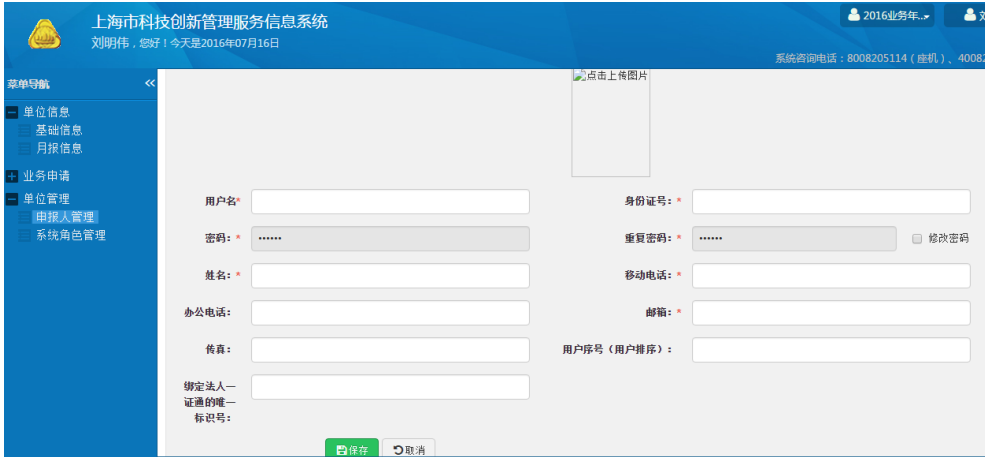 上海市科技创新管理服务信息系统
2016业务年...
刘明伟，您好！今天是2016年07月16日
系统咨询电话：8008205114（座机）、40082
菜单导航
点击上传图片
单位信息
基础信息
月报信息
业务申请
单位管理
申报人管理
系统角色管理
用户名*
身份证号：*
密码：* ••••••
重复密码：* •••••• 修改密码
姓名：*
移动电话：*
办公电话：
邮箱：*
传真：
用户序号（用户排序）：
绑定法人一
证通的唯一
标识号：
保存 取消